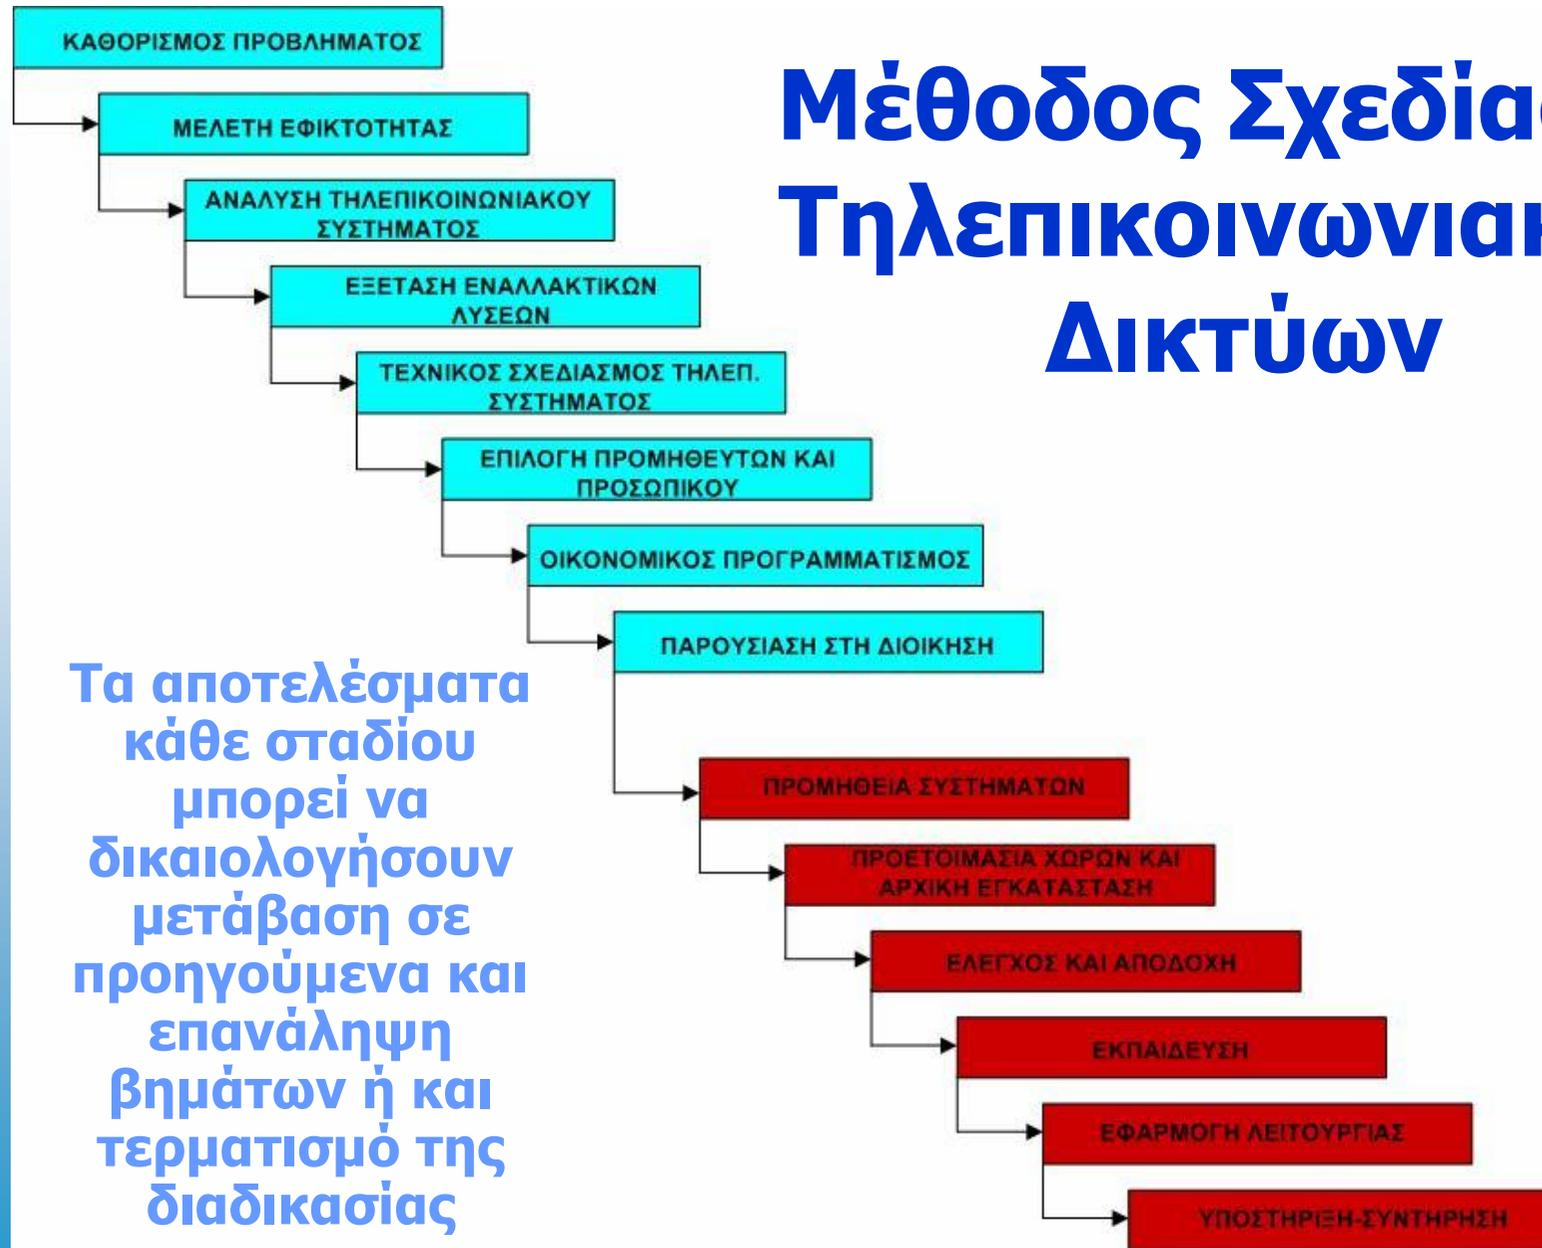 Μέθοδος
Τηλεπικοινωνιακ
Δικτύων
ΚΑΘΟΡΙΣΜΟΣ ΠΡΟΒΛΗΜΑΤΟΣ
ΜΕΛΕΤΗ ΕΦΙΚΤΟΤΗΤΑΣ
ΑΝΑΛΥΣΗ ΤΗΛΕΠΙΚΟΙΝΩΝΙΑΚΟΥ
ΣΥΣΤΗΜΑΤΟΣ
ΕΞΕΤΑΣΗ ΕΝΑΛΛΑΚΤΙΚΩΝ
ΛΥΣΕΩΝ
ΤΕΧΝΙΚΟΣ ΣΧΕΔΙΑΣΜΟΣ ΤΗΛΕΠ.
ΣΥΣΤΗΜΑΤΟΣ
ΕΠΙΛΟΓΗ ΠΡΟΜΗΘΕΥΤΩΝ ΚΑΙ
ΠΡΟΣΩΠΙΚΟΥ
ΟΙΚΟΝΟΜΙΚΟΣ ΠΡΟΓΡΑΜΜΑΤΙΣΜΟΣ
ΠΑΡΟΥΣΙΑΣΗ ΣΤΗ ΔΙΟΙΚΗΣΗ
ΠΡΟΜΗΘΕΙΑ ΣΥΣΤΗΜΑΤΩΝ
ΠΡΟΕΤΟΙΜΑΣΙΑ ΧΩΡΩΝ ΚΑΙ
ΑΡΧΙΚΗ ΕΓΚΑΤΑΣΤΑΣΗ
ΕΛΕΓΧΟΣ ΚΑΙ ΑΠΟΔΟΧΗ
ΕΚΠΑΙΔΕΥΣΗ
ΕΦΑΡΜΟΓΗ ΛΕΙΤΟΥΡΓΙΑΣ
ΥΠΟΣΤΗΡΙΞΗ-ΣΥΝΤΗΡΗΣΗ
Τα αποτελέσματα
κάθε σταδίου
μπορεί να
δικαιολογήσουν
μετάβαση σε
προηγούμενα και
επανάληψη
βημάτων ή και
τερματισμό της
διαδικασίας